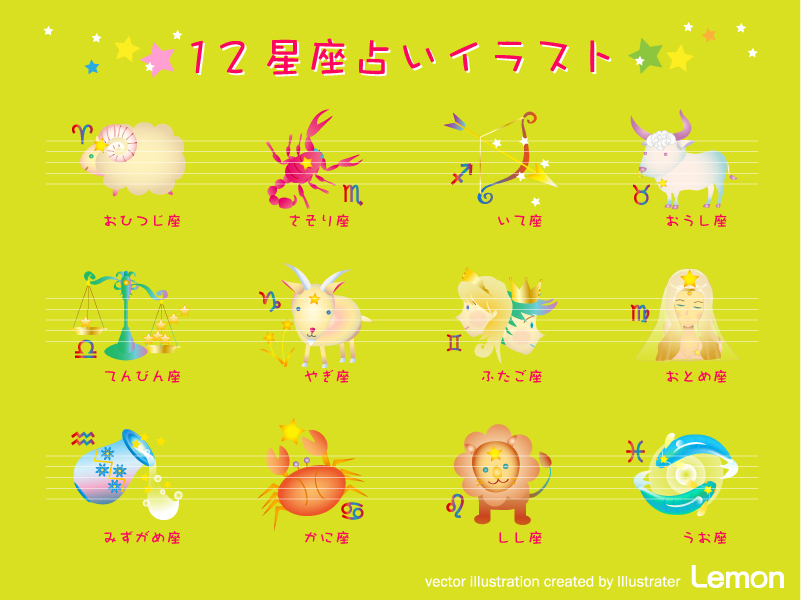 12星座占いイラスト
♈ ♏ ♐ ♉
おひつじ座 さそり座 いて座 おうし座
♎ ♑ ♊ ♍
てんびん座 やぎ座 ふたご座 おとめ座
♒ ♋ ♌ ♓
みずがめ座 かに座 しし座 うお座
vector illustration created by Illustrater Lemon